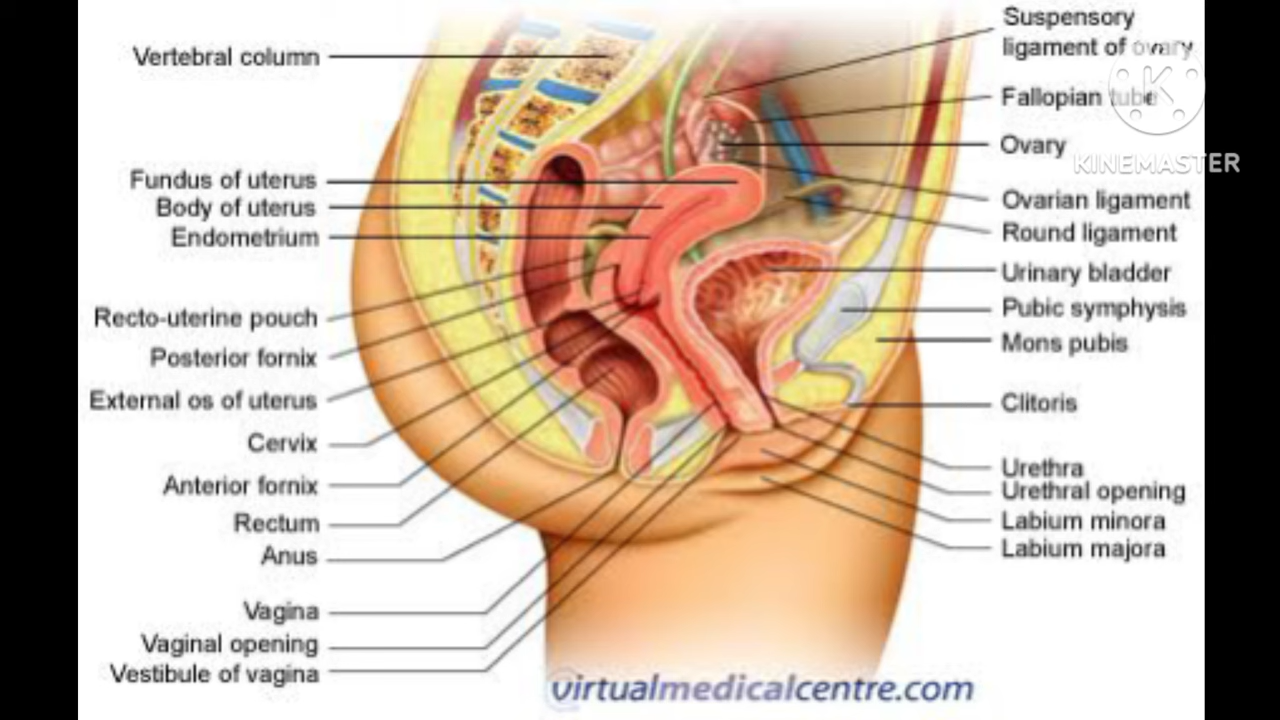 Vertebral column
Fundus of uterus
Body of uterus
Endometrium
Recto-uterine pouch
Posterior fornix
External os of uterus
Cervix
Anterior fornix
Rectum
Anus
Vagina
Vaginal opening
Vestibule of vagina
Suspensory
ligament of ovary
Fallopian tube
Ovary
Ovarian ligament
Round ligament
Urinary bladder
Pubic symphysis
Mons pubis
Clitoris
Urethra
Urethral opening
Labium minora
Labium majora
K
KINEMASTER
virtualmedicalcentre.com